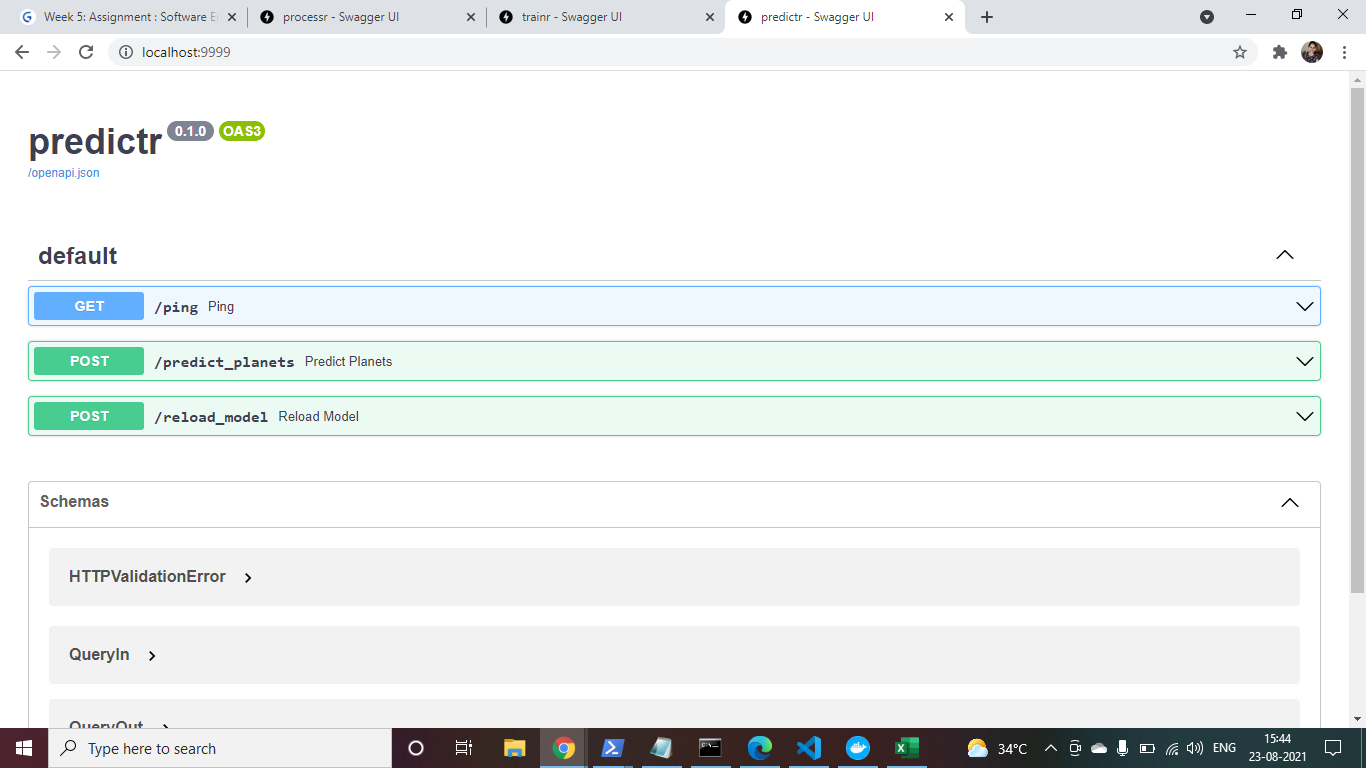 Week 5: Assignment : Software E
processr - Swagger UI
trainr - Swagger UI
predictr - Swagger UI
localhost:9999
predictr 0.1.0 OAS3
/openapi.json
default
GET /ping Ping
POST /predict_planets Predict Planets
POST /reload_model Reload Model
Schemas
HTTPValidationError
QueryIn
QueryOut
Type here to search
34°C
ENG
15:44
23-08-2021